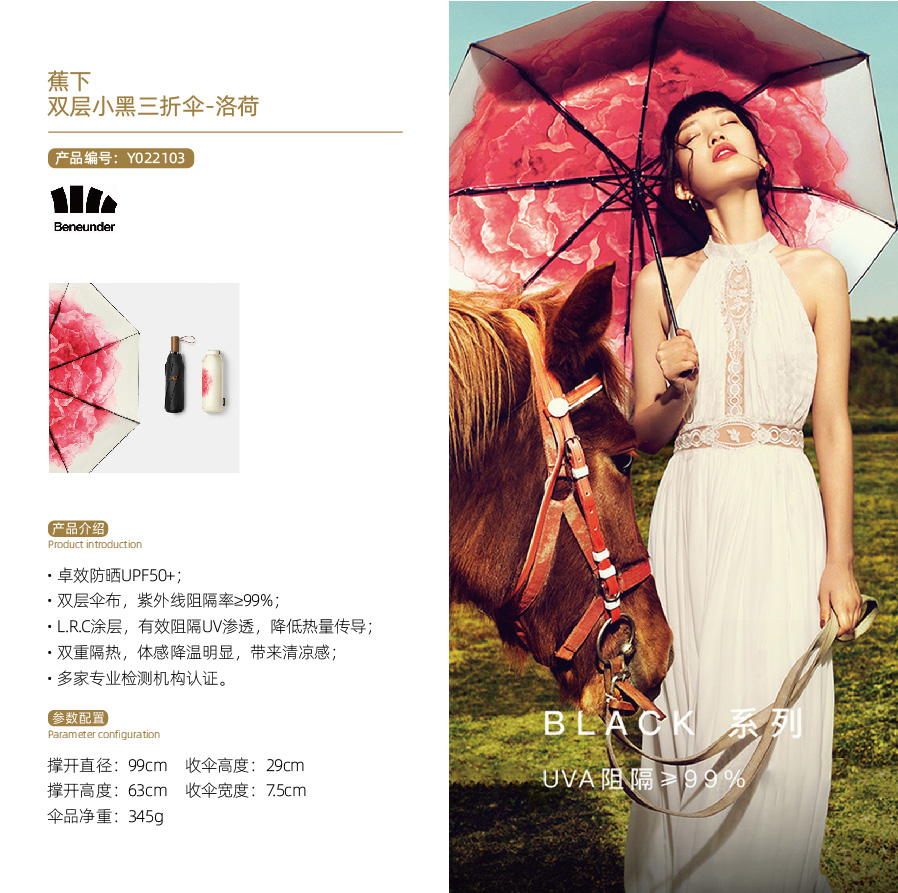 蕉下
双层小黑三折伞-洛荷
产品编号：Y022103
Beneunder
产品介绍
Product introduction
• 卓效防晒UPF50+；
• 双层伞布，紫外线阻隔率≥99%；
• L.R.C涂层，有效阻隔UV渗透，降低热量传导；
• 双重隔热，体感降温明显，带来清凉感；
• 多家专业检测机构认证。
参数配置
Parameter configuration
撑开直径：99cm 收伞高度：29cm
撑开高度：63cm 收伞宽度：7.5cm
伞品净重：345g
BLACK 系列
UVA阻隔≥99%